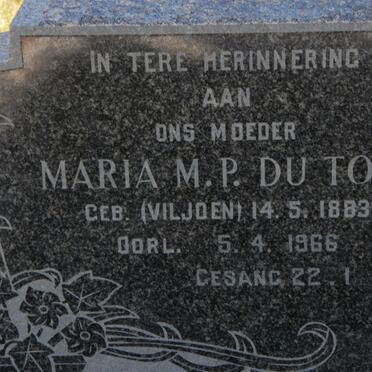 IN TERE HERINNERING
AAN
ONS MOEDER
MARIA M.P. DU TO
GEB. (VILJOEN) 14. 5. 1883
OORL. 5. 4. 1966
GESANG 22 . 1